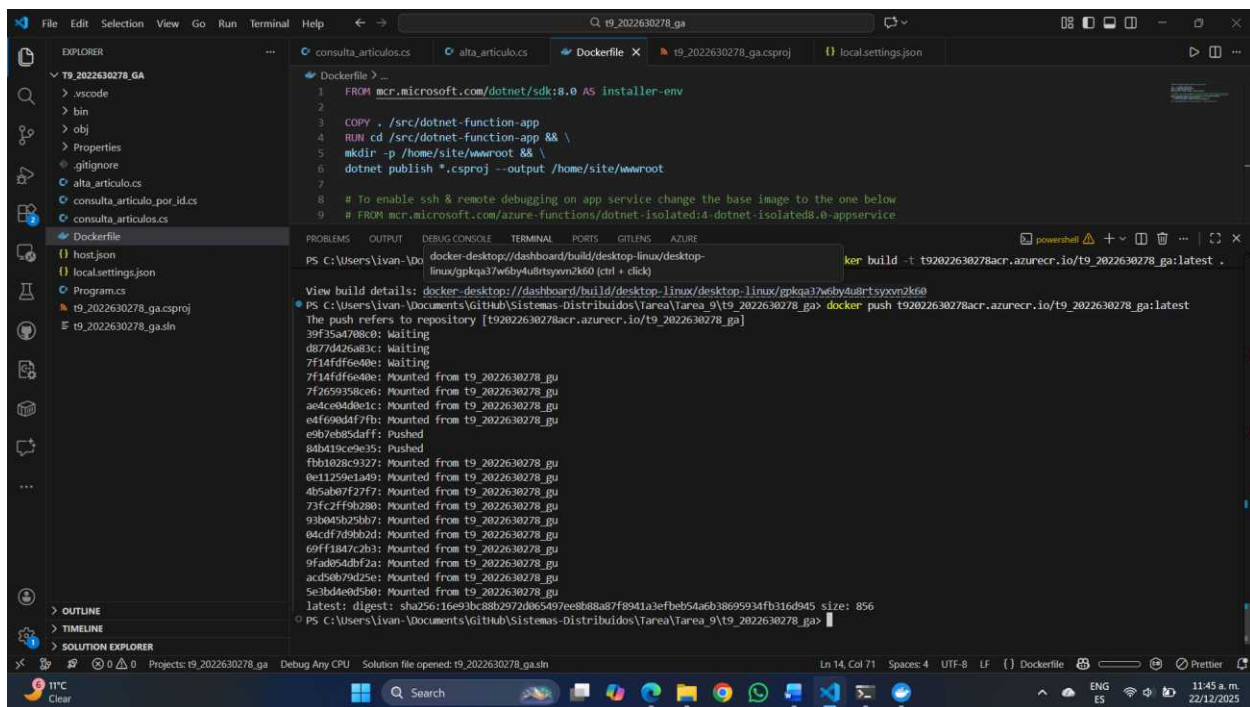 File Edit Selection View Go Run Terminal Help
t9_2022630278_ga
EXPLORER
T9_2022630278_GA
.vscode
bin
obj
Properties
.gitignore
alta_articulo.cs
consulta_articulo_por_id.cs
consulta_articulos.cs
Dockerfile
host.json
local.settings.json
Program.cs
t9_2022630278_ga.csproj
t9_2022630278_ga.sln
OUTLINE
TIMELINE
SOLUTION EXPLORER
consulta_articulos.cs alta_articulo.cs Dockerfile t9_2022630278_ga.csproj local.settings.json
Dockerfile > ...
1 FROM mcr.microsoft.com/dotnet/sdk:8.0 AS installer-env
2
3 COPY . /src/dotnet-function-app
4 RUN cd /src/dotnet-function-app && \
5 mkdir -p /home/site/wwwroot && \
6 dotnet publish *.csproj --output /home/site/wwwroot
7
8 # To enable ssh & remote debugging on app service change the base image to the one below
9 # FROM mcr.microsoft.com/azure-functions/dotnet-isolated:4-dotnet-isolated8.0-appservice
PROBLEMS OUTPUT DEBUG CONSOLE TERMINAL PORTS GITLENS AZURE
powershell
PS C:\Users\ivan-\Do ker build -t t92022630278acr.azurecr.io/t9_2022630278_ga:latest .
docker-desktop://dashboard/build/desktop-linux/desktop-
linux/gpkqa37w6by4u8rtsyxvn2k60 (ctrl + click)
View build details: docker-desktop://dashboard/build/desktop-linux/desktop-linux/gpkqa37w6by4u8rtsyxvn2k60
PS C:\Users\ivan-\Documents\GitHub\Sistemas-Distribuidos\Tarea\Tarea_9\t9_2022630278_ga> docker push t92022630278acr.azurecr.io/t9_2022630278_ga:latest
The push refers to repository [t92022630278acr.azurecr.io/t9_2022630278_ga]
39f35a4708c0: Waiting
d877d426a83c: Waiting
7f14fdf6e40e: Waiting
7f14fdf6e40e: Mounted from t9_2022630278_gu
7f2659358ce6: Mounted from t9_2022630278_gu
ae4ce04d0e1c: Mounted from t9_2022630278_gu
e4f690d4f7fb: Mounted from t9_2022630278_gu
e9b7eb85daff: Pushed
84b419ce9e35: Pushed
fbb1028c9327: Mounted from t9_2022630278_gu
0e11259e1a49: Mounted from t9_2022630278_gu
4b5ab07f27f7: Mounted from t9_2022630278_gu
73fc2ff9b280: Mounted from t9_2022630278_gu
93b045b25bb7: Mounted from t9_2022630278_gu
04cdf7d9bb2d: Mounted from t9_2022630278_gu
69ff1847c2b3: Mounted from t9_2022630278_gu
9fad054dbf2a: Mounted from t9_2022630278_gu
acd50b79d25e: Mounted from t9_2022630278_gu
5e3bd4e0d5b0: Mounted from t9_2022630278_gu
latest: digest: sha256:16e93bc88b2972d065497ee8b88a87f8941a3efbeb54a6b38695934fb316d945 size: 856
PS C:\Users\ivan-\Documents\GitHub\Sistemas-Distribuidos\Tarea\Tarea_9\t9_2022630278_ga>
0 0 0 Projects: t9_2022630278_ga Debug Any CPU Solution file opened: t9_2022630278_ga.sln Ln 14, Col 71 Spaces: 4 UTF-8 LF {} Dockerfile Prettier
6 11°C Clear Search ENG ES 11:45 a. m. 22/12/2025